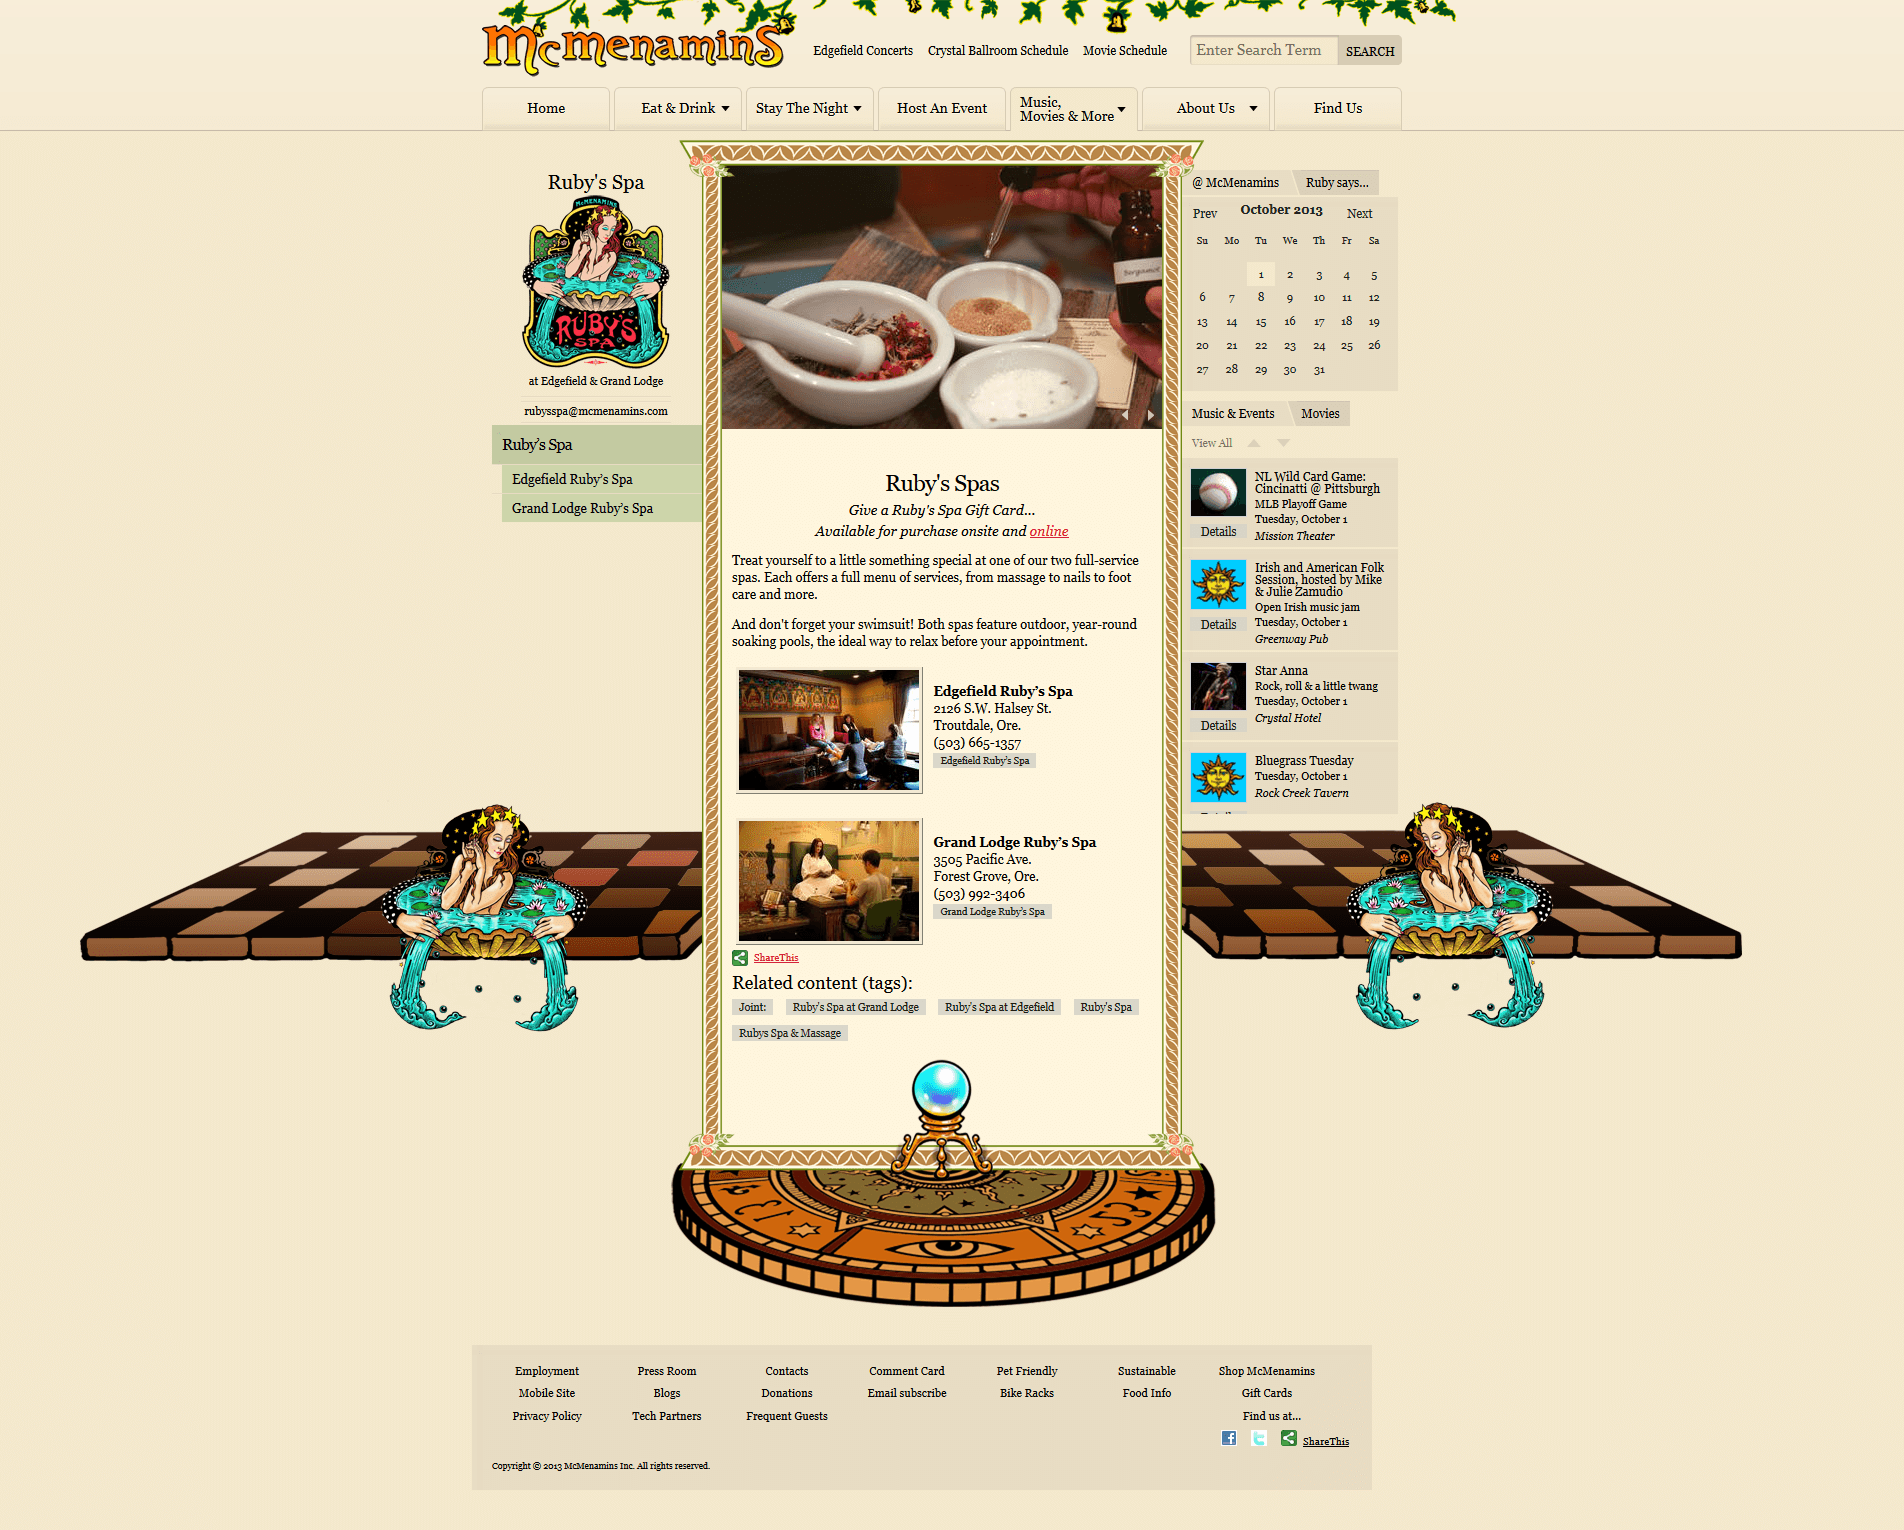 McMenamins
Edgefield Concerts
Crystal Ballroom Schedule
Movie Schedule
Enter Search Term
SEARCH
Home
Eat & Drink
Stay The Night
Host An Event
Music,
Movies & More
About Us
Find Us
Ruby's Spa
McMENAMINS
RUBY'S
SPA
at Edgefield & Grand Lodge
rubysspa@mcmenamins.com
Ruby's Spa
Edgefield Ruby's Spa
Grand Lodge Ruby's Spa
Bergamot
Ruby's Spas
Give a Ruby's Spa Gift Card...
Available for purchase onsite and online
Treat yourself to a little something special at one of our two full-service
spas. Each offers a full menu of services, from massage to nails to foot
care and more.
And don't forget your swimsuit! Both spas feature outdoor, year-round
soaking pools, the ideal way to relax before your appointment.
Edgefield Ruby's Spa
2126 S.W. Halsey St.
Troutdale, Ore.
(503) 665-1357
Edgefield Ruby's Spa
Grand Lodge Ruby's Spa
3505 Pacific Ave.
Forest Grove, Ore.
(503) 992-3406
Grand Lodge Ruby's Spa
ShareThis
Related content (tags):
Joint: Ruby's Spa at Grand Lodge Ruby's Spa at Edgefield Ruby's Spa
Rubys Spa & Massage
@ McMenamins
Ruby says...
Prev October 2013 Next
Su Mo Tu We Th Fr Sa
1 2 3 4 5
6 7 8 9 10 11 12
13 14 15 16 17 18 19
20 21 22 23 24 25 26
27 28 29 30 31
Music & Events
Movies
View All
NL Wild Card Game:
Cincinatti @ Pittsburgh
MLB Playoff Game
Tuesday, October 1
Mission Theater
Details
Irish and American Folk
Session, hosted by Mike
& Julie Zamudio
Open Irish music jam
Tuesday, October 1
Greenway Pub
Details
Star Anna
Rock, roll & a little twang
Tuesday, October 1
Crystal Hotel
Details
Bluegrass Tuesday
Tuesday, October 1
Rock Creek Tavern
13
53
Employment Press Room Contacts Comment Card Pet Friendly Sustainable Shop McMenamins
Mobile Site Blogs Donations Email subscribe Bike Racks Food Info Gift Cards
Privacy Policy Tech Partners Frequent Guests Find us at...
ShareThis
Copyright © 2013 McMenamins Inc. All rights reserved.